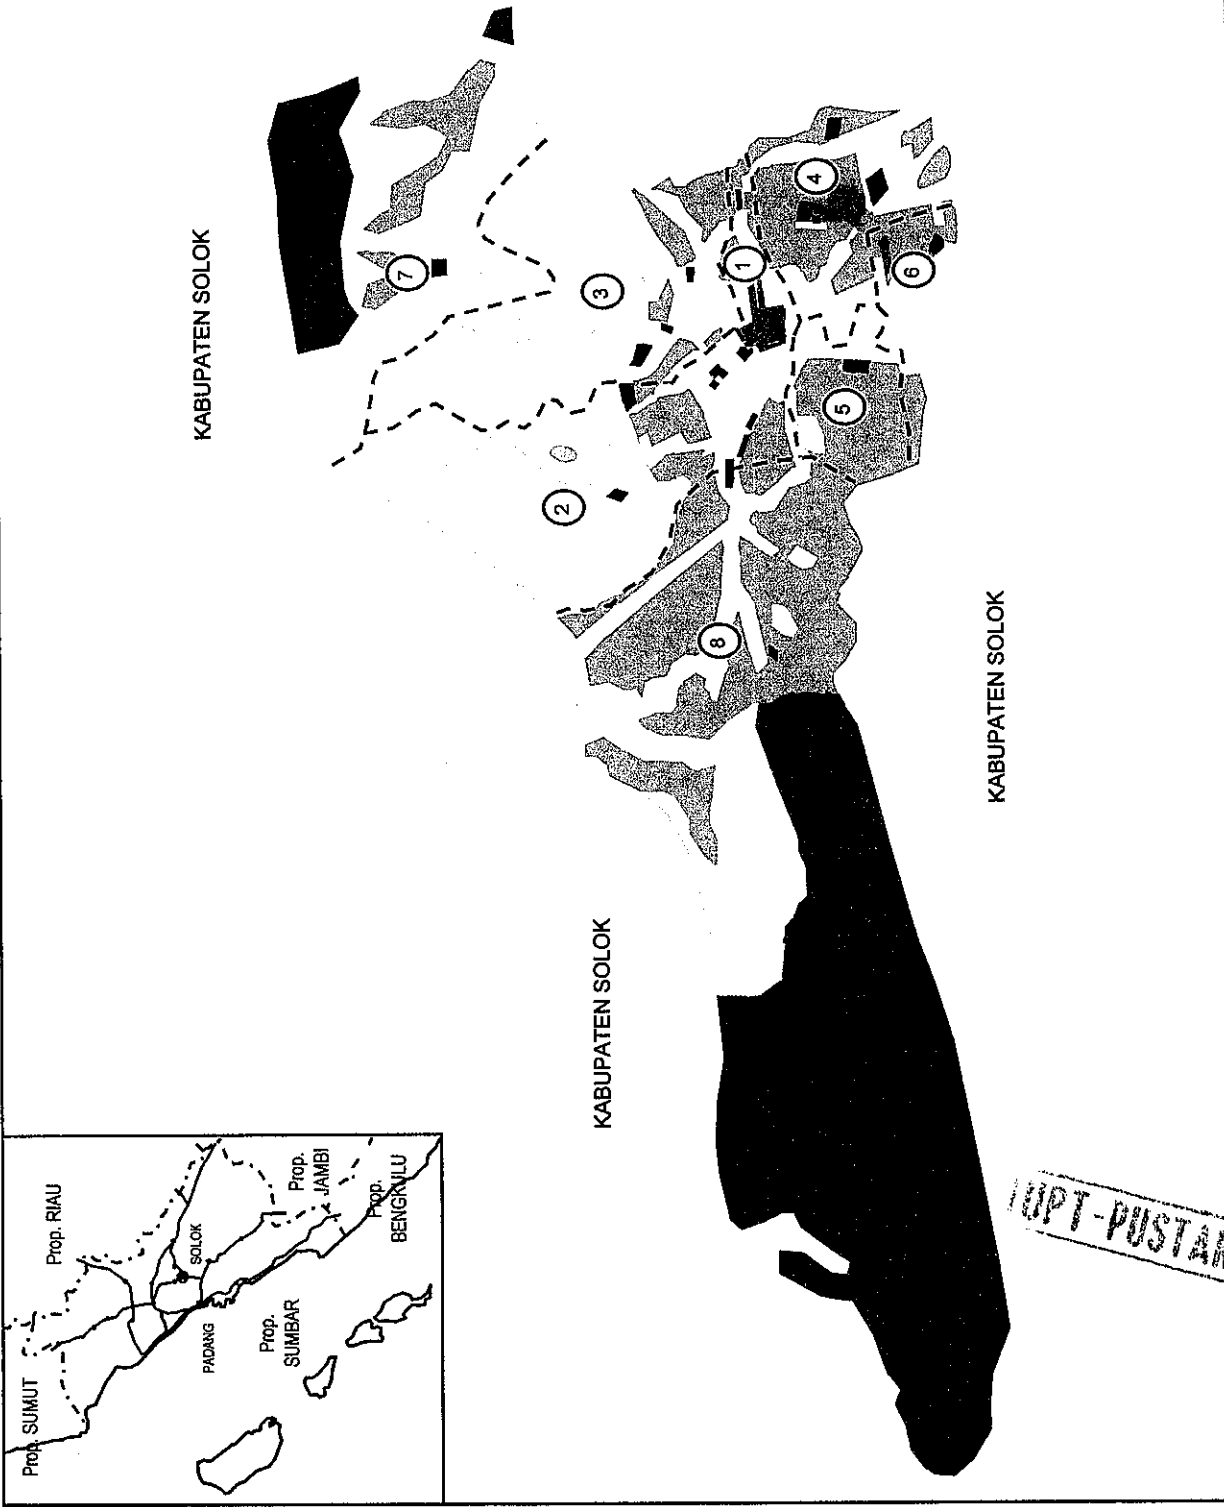 Prop. SUMUT
Prop. RIAU
SOLOK
PADANG
Prop.
SUMBAR
Prop.
JAMBI
Prop.
BENGKULU
KABUPATEN SOLOK
KABUPATEN SOLOK
KABUPATEN SOLOK
7
3
2
1
4
6
5
8
UPT-PUSTAK